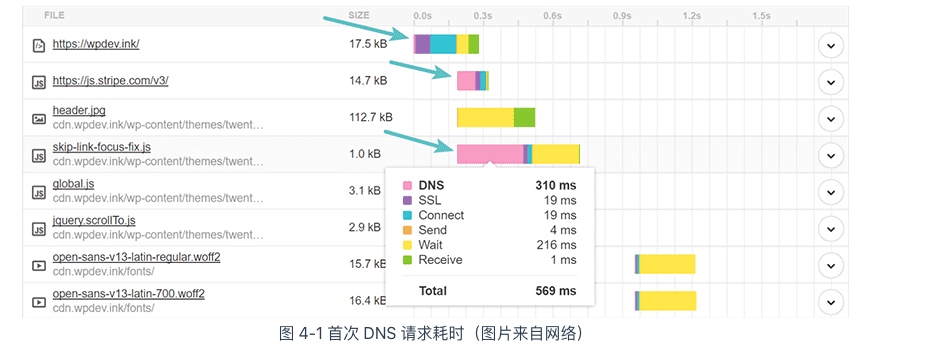 FILE SIZE 0.0s 0.3s 0.6s 0.9s 1.2s 1.5s
https://wpdev.ink/ 17.5 kB
https://js.stripe.com/v3/ 14.7 kB
header.jpg
cdn.wpdev.ink/wp-content/themes/twent… 112.7 kB
skip-link-focus-fix.js
cdn.wpdev.ink/wp-content/themes/twent… 1.0 kB
global.js
cdn.wpdev.ink/wp-content/themes/twent… 3.1 kB
jquery.scrollTo.js
cdn.wpdev.ink/wp-content/themes/twent… 2.9 kB
open-sans-v13-latin-regular.woff2
cdn.wpdev.ink/fonts/ 15.7 kB
open-sans-v13-latin-700.woff2
cdn.wpdev.ink/fonts/ 16.4 kB
DNS 310 ms
SSL 19 ms
Connect 19 ms
Send 4 ms
Wait 216 ms
Receive 1 ms
Total 569 ms
图 4-1 首次 DNS 请求耗时（图片来自网络）